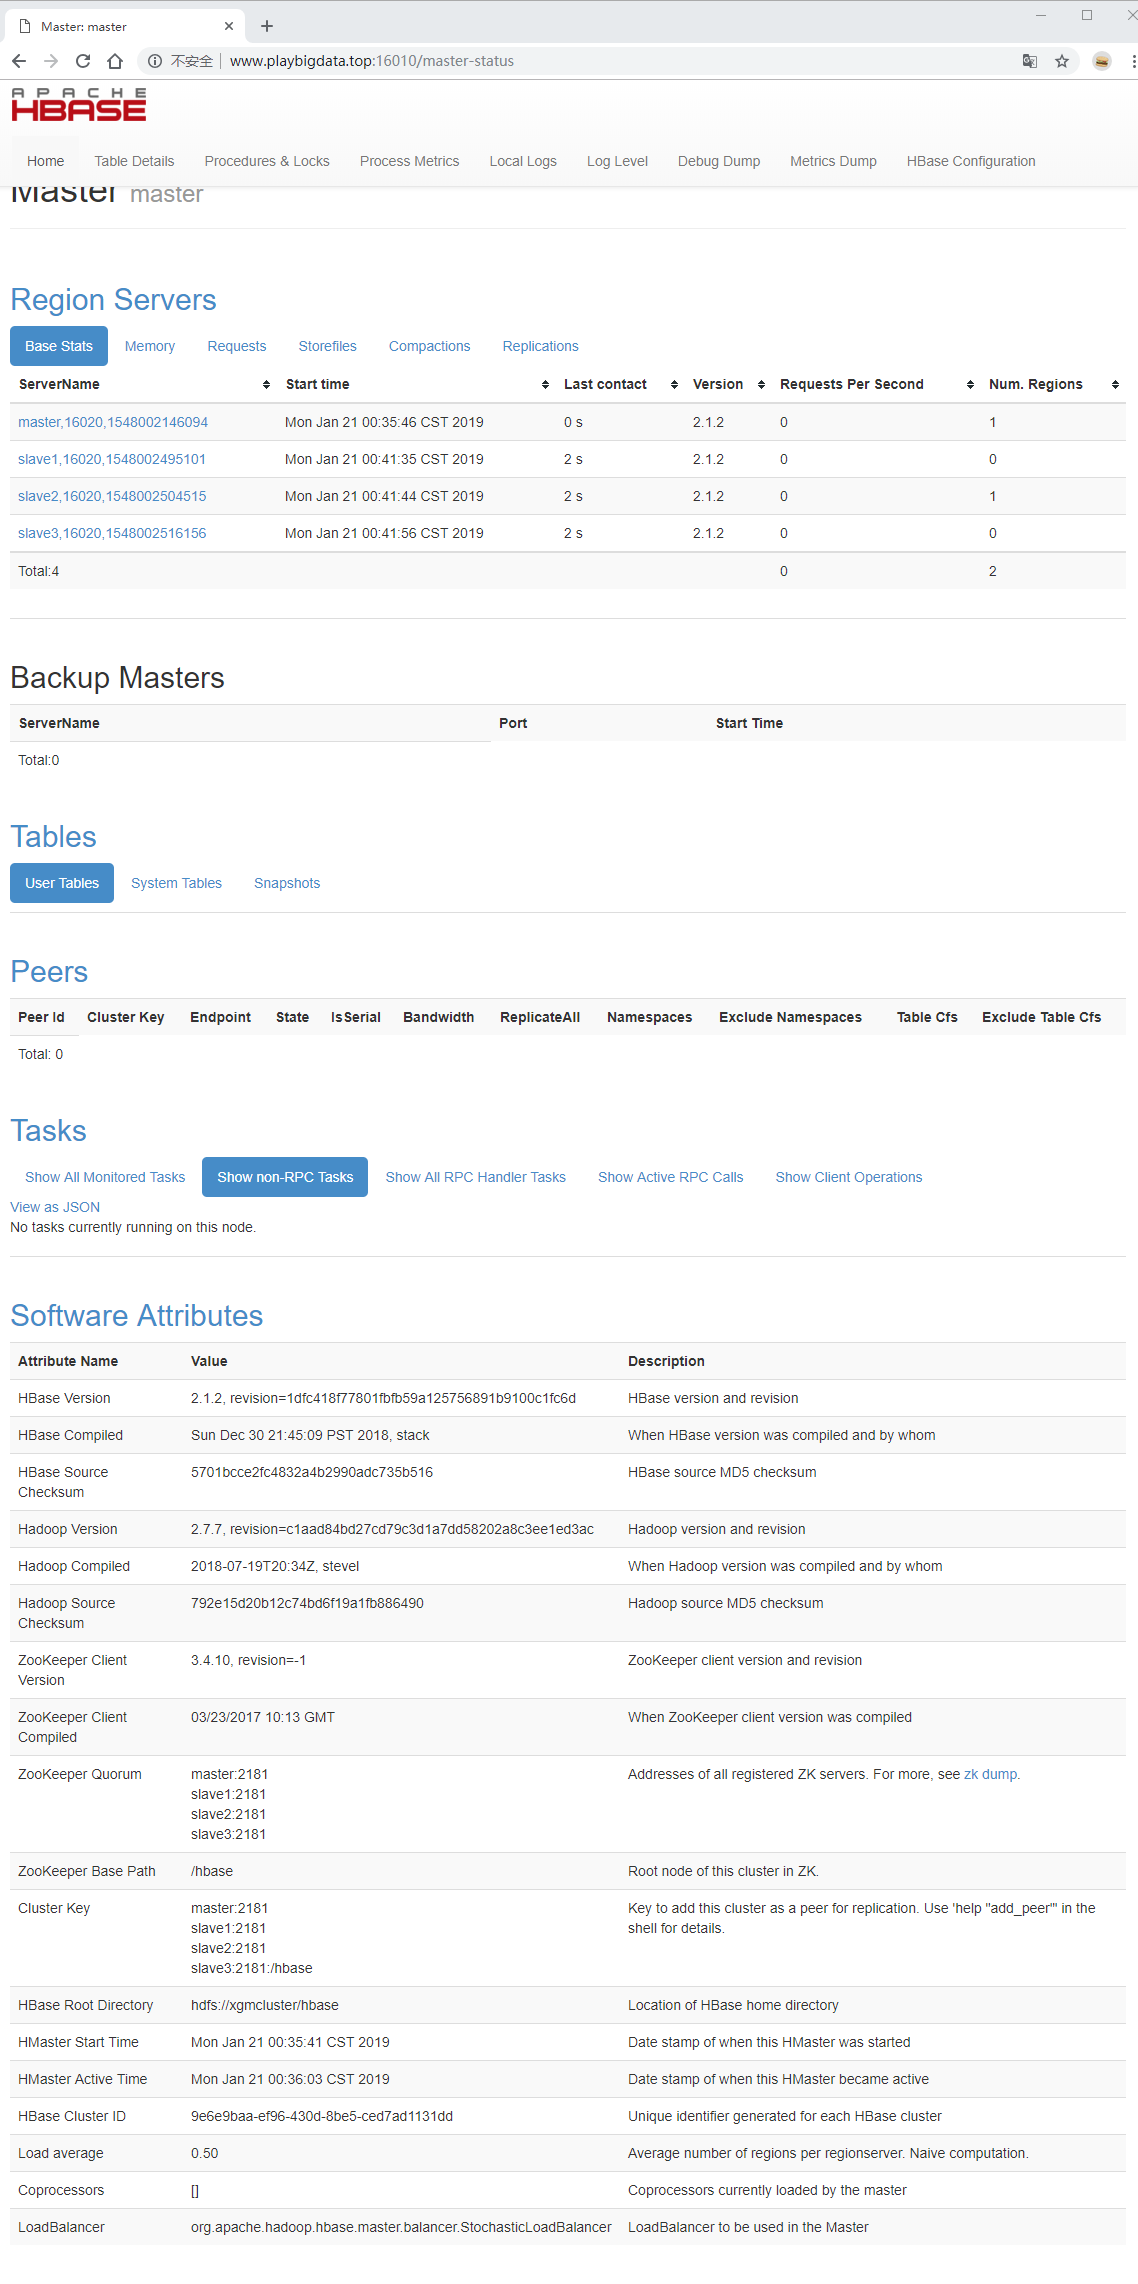 Master: master
不安全 | www.playbigdata.top:16010/master-status
APACHE
HBASE
Home Table Details Procedures & Locks Process Metrics Local Logs Log Level Debug Dump Metrics Dump HBase Configuration
Master master
Region Servers
Base Stats Memory Requests Storefiles Compactions Replications
ServerName Start time Last contact Version Requests Per Second Num. Regions
master,16020,1548002146094 Mon Jan 21 00:35:46 CST 2019 0 s 2.1.2 0 1
slave1,16020,1548002495101 Mon Jan 21 00:41:35 CST 2019 2 s 2.1.2 0 0
slave2,16020,1548002504515 Mon Jan 21 00:41:44 CST 2019 2 s 2.1.2 0 1
slave3,16020,1548002516156 Mon Jan 21 00:41:56 CST 2019 2 s 2.1.2 0 0
Total:4 0 2
Backup Masters
ServerName Port Start Time
Total:0
Tables
User Tables System Tables Snapshots
Peers
Peer Id Cluster Key Endpoint State IsSerial Bandwidth ReplicateAll Namespaces Exclude Namespaces Table Cfs Exclude Table Cfs
Total: 0
Tasks
Show All Monitored Tasks Show non-RPC Tasks Show All RPC Handler Tasks Show Active RPC Calls Show Client Operations
View as JSON
No tasks currently running on this node.
Software Attributes
Attribute Name Value Description
HBase Version 2.1.2, revision=1dfc418f77801fbfb59a125756891b9100c1fc6d HBase version and revision
HBase Compiled Sun Dec 30 21:45:09 PST 2018, stack When HBase version was compiled and by whom
HBase Source 5701bcce2fc4832a4b2990adc735b516 HBase source MD5 checksum
Checksum
Hadoop Version 2.7.7, revision=c1aad84bd27cd79c3d1a7dd58202a8c3ee1ed3ac Hadoop version and revision
Hadoop Compiled 2018-07-19T20:34Z, stevel When Hadoop version was compiled and by whom
Hadoop Source 792e15d20b12c74bd6f19a1fb886490 Hadoop source MD5 checksum
Checksum
ZooKeeper Client 3.4.10, revision=-1 ZooKeeper client version and revision
Version
ZooKeeper Client 03/23/2017 10:13 GMT When ZooKeeper client version was compiled
Compiled
ZooKeeper Quorum master:2181 Addresses of all registered ZK servers. For more, see zk dump.
slave1:2181
slave2:2181
slave3:2181
ZooKeeper Base Path /hbase Root node of this cluster in ZK.
Cluster Key master:2181 Key to add this cluster as a peer for replication. Use 'help "add_peer"' in the
slave1:2181 shell for details.
slave2:2181
slave3:2181:/hbase
HBase Root Directory hdfs://xgmcluster/hbase Location of HBase home directory
HMaster Start Time Mon Jan 21 00:35:41 CST 2019 Date stamp of when this HMaster was started
HMaster Active Time Mon Jan 21 00:36:03 CST 2019 Date stamp of when this HMaster became active
HBase Cluster ID 9e6e9baa-ef96-430d-8be5-ced7ad1131dd Unique identifier generated for each HBase cluster
Load average 0.50 Average number of regions per regionserver. Naive computation.
Coprocessors [] Coprocessors currently loaded by the master
LoadBalancer org.apache.hadoop.hbase.master.balancer.StochasticLoadBalancer LoadBalancer to be used in the Master